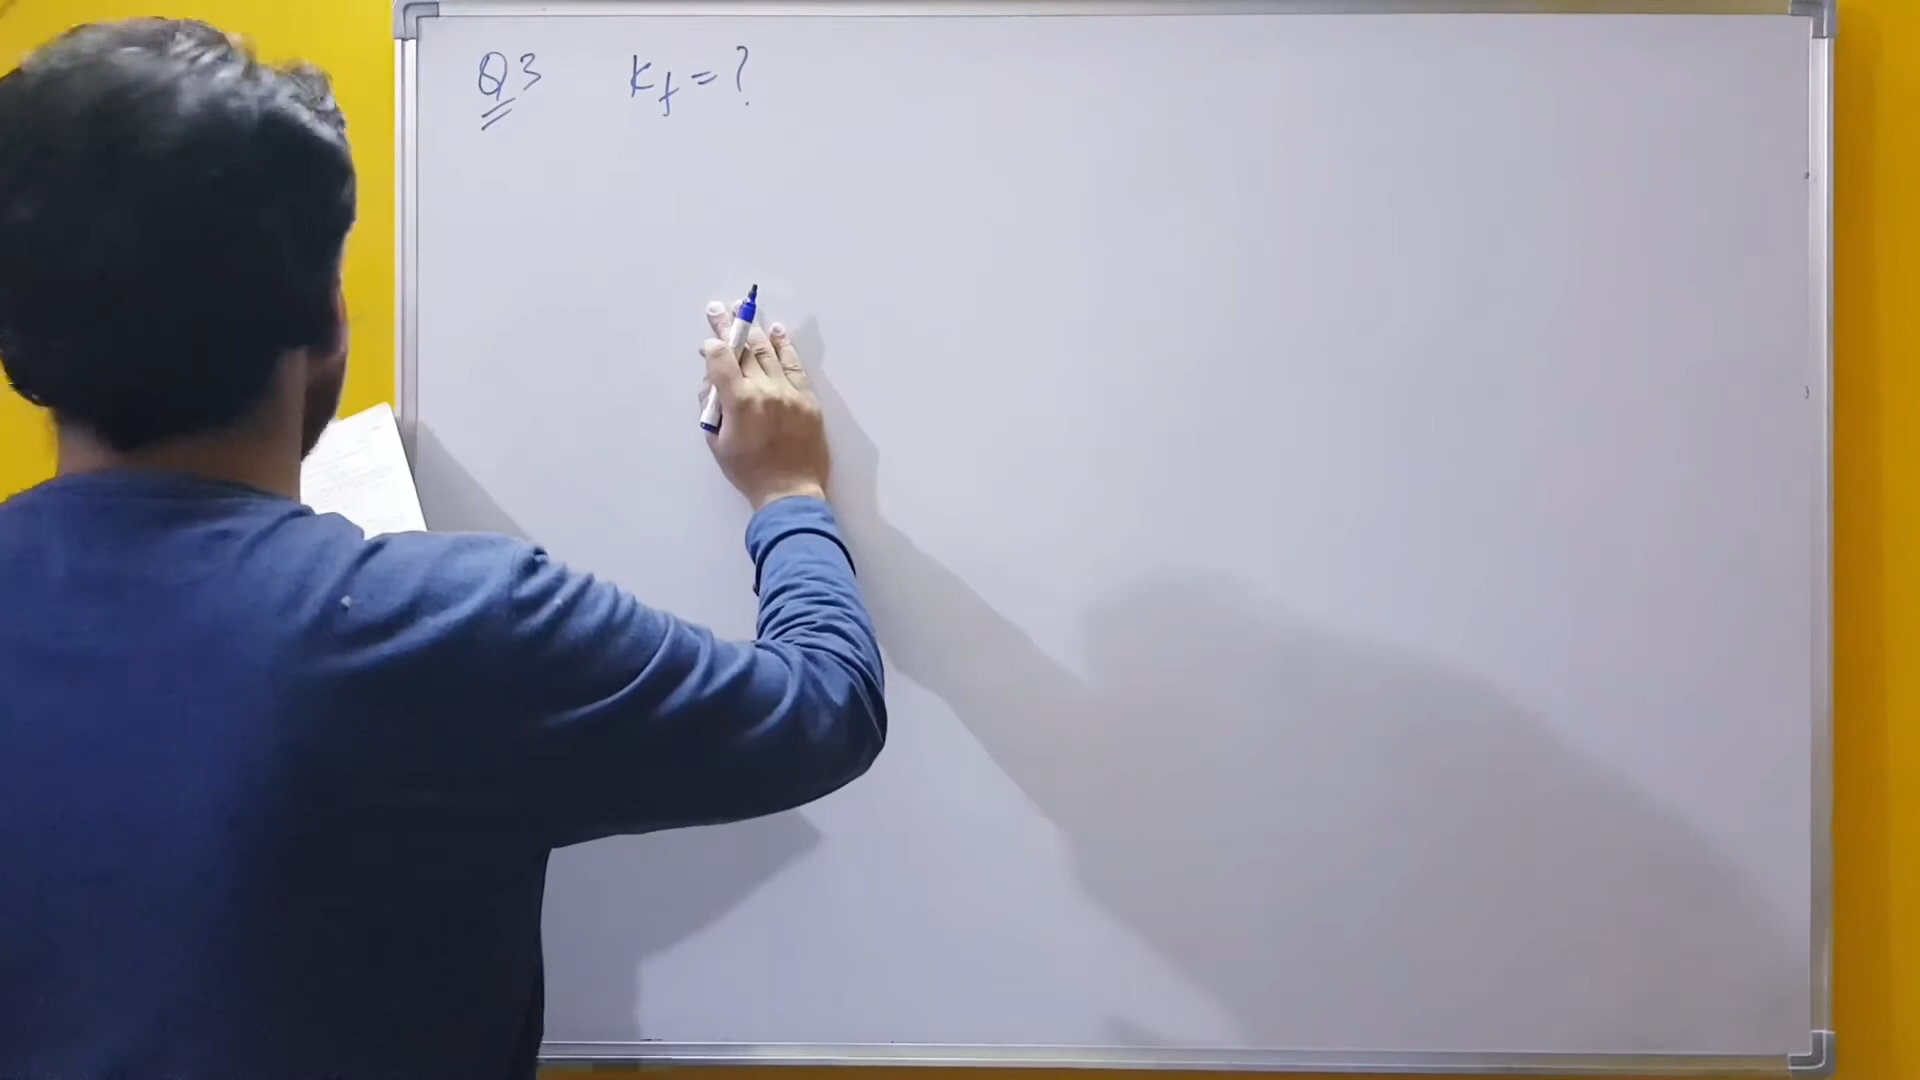 Q3 Kf = ?